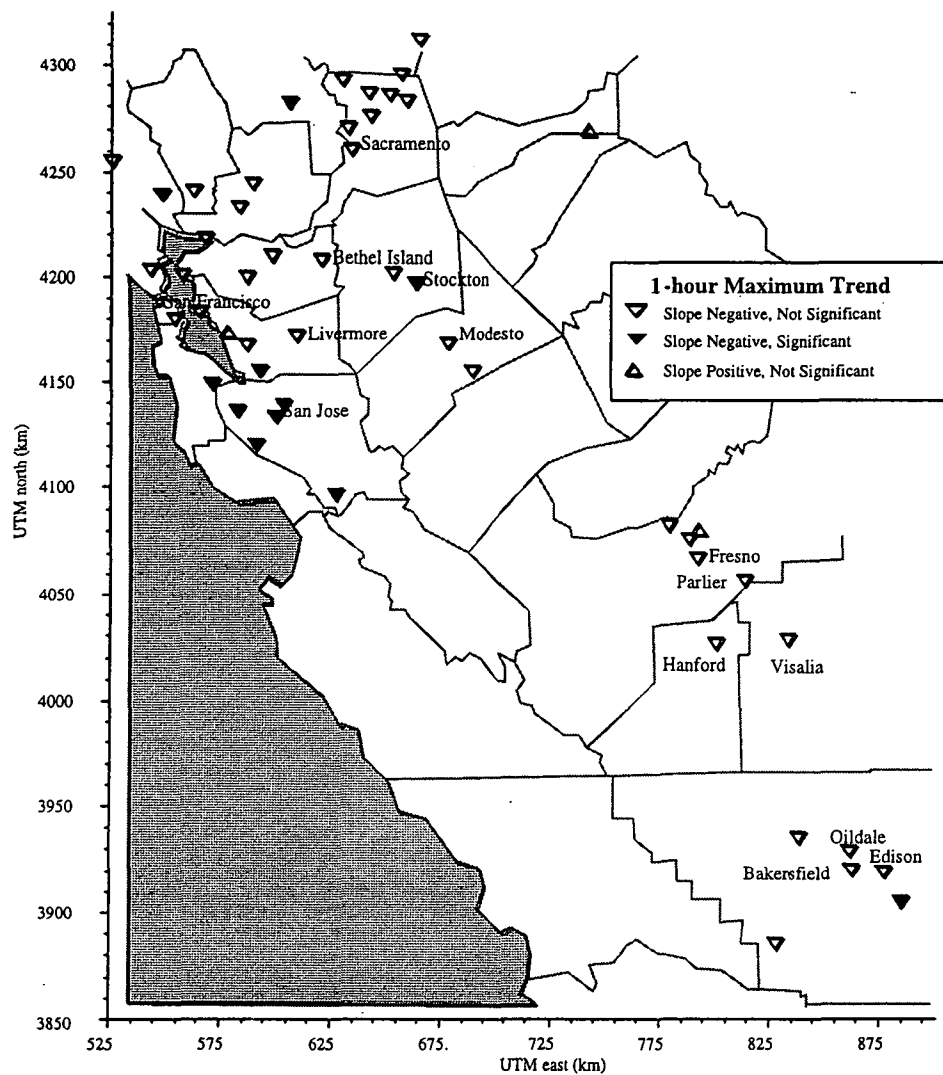 4300
4250
4200
4150
4100
4050
4000
3950
3900
3850
UTM north (km)
Sacramento
Bethel Island
Stockton
San Francisco
Livermore
Modesto
San Jose
1-hour Maximum Trend
Slope Negative, Not Significant
Slope Negative, Significant
Slope Positive, Not Significant
Fresno
Parlier
Hanford
Visalia
Oildale
Edison
Bakersfield
525
575
625
675.
725
775
825
875
UTM east (km)